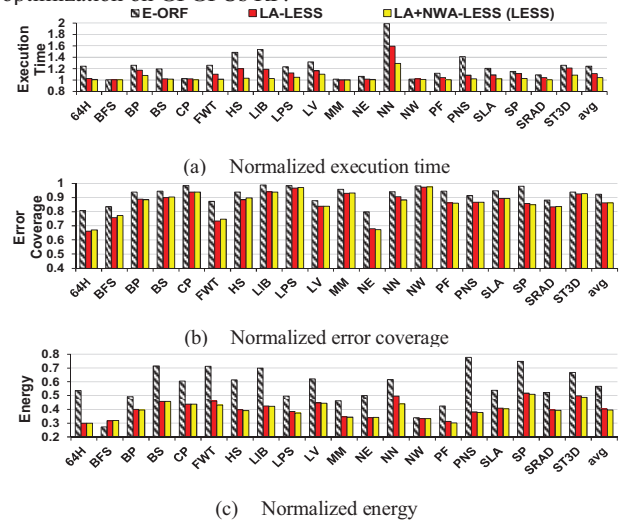 optimization on GPGPUs RF.
E-ORF LA-LESS LA+NWA-LESS (LESS)
Execution
Time
2
1.8
1.6
1.4
1.2
1
0.8
64H BFS BP BS CP FWT HS LIB LPS LV MM NE NN NW PF PNS SLA SP SRAD ST3D avg
(a) Normalized execution time
Error
Coverage
1
0.9
0.8
0.7
0.6
0.5
0.4
64H BFS BP BS CP FWT HS LIB LPS LV MM NE NN NW PF PNS SLA SP SRAD ST3D avg
(b) Normalized error coverage
Energy
0.8
0.7
0.6
0.5
0.4
0.3
0.2
64H BFS BP BS CP FWT HS LIB LPS LV MM NE NN NW PF PNS SLA SP SRAD ST3D avg
(c) Normalized energy